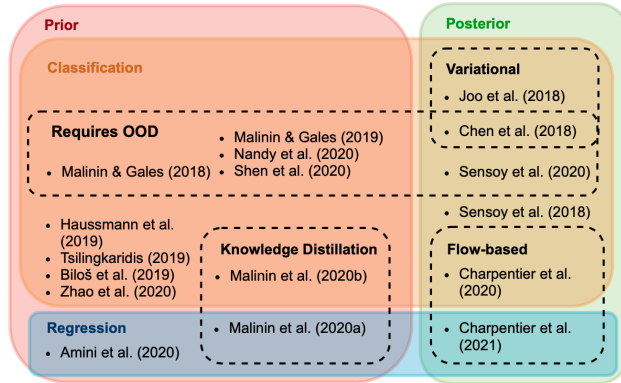 Prior
Posterior
Classification
Variational
• Joo et al. (2018)
Requires OOD
• Malinin & Gales (2018)
• Malinin & Gales (2019)
• Nandy et al. (2020)
• Shen et al. (2020)
• Chen et al. (2018)
• Sensoy et al. (2020)
• Sensoy et al. (2018)
• Haussmann et al.
(2019)
• Tsilingkaridis (2019)
• Biloš et al. (2019)
• Zhao et al. (2020)
Knowledge Distillation
• Malinin et al. (2020b)
• Malinin et al. (2020a)
Flow-based
• Charpentier et al.
(2020)
• Charpentier et al.
(2021)
Regression
• Amini et al. (2020)